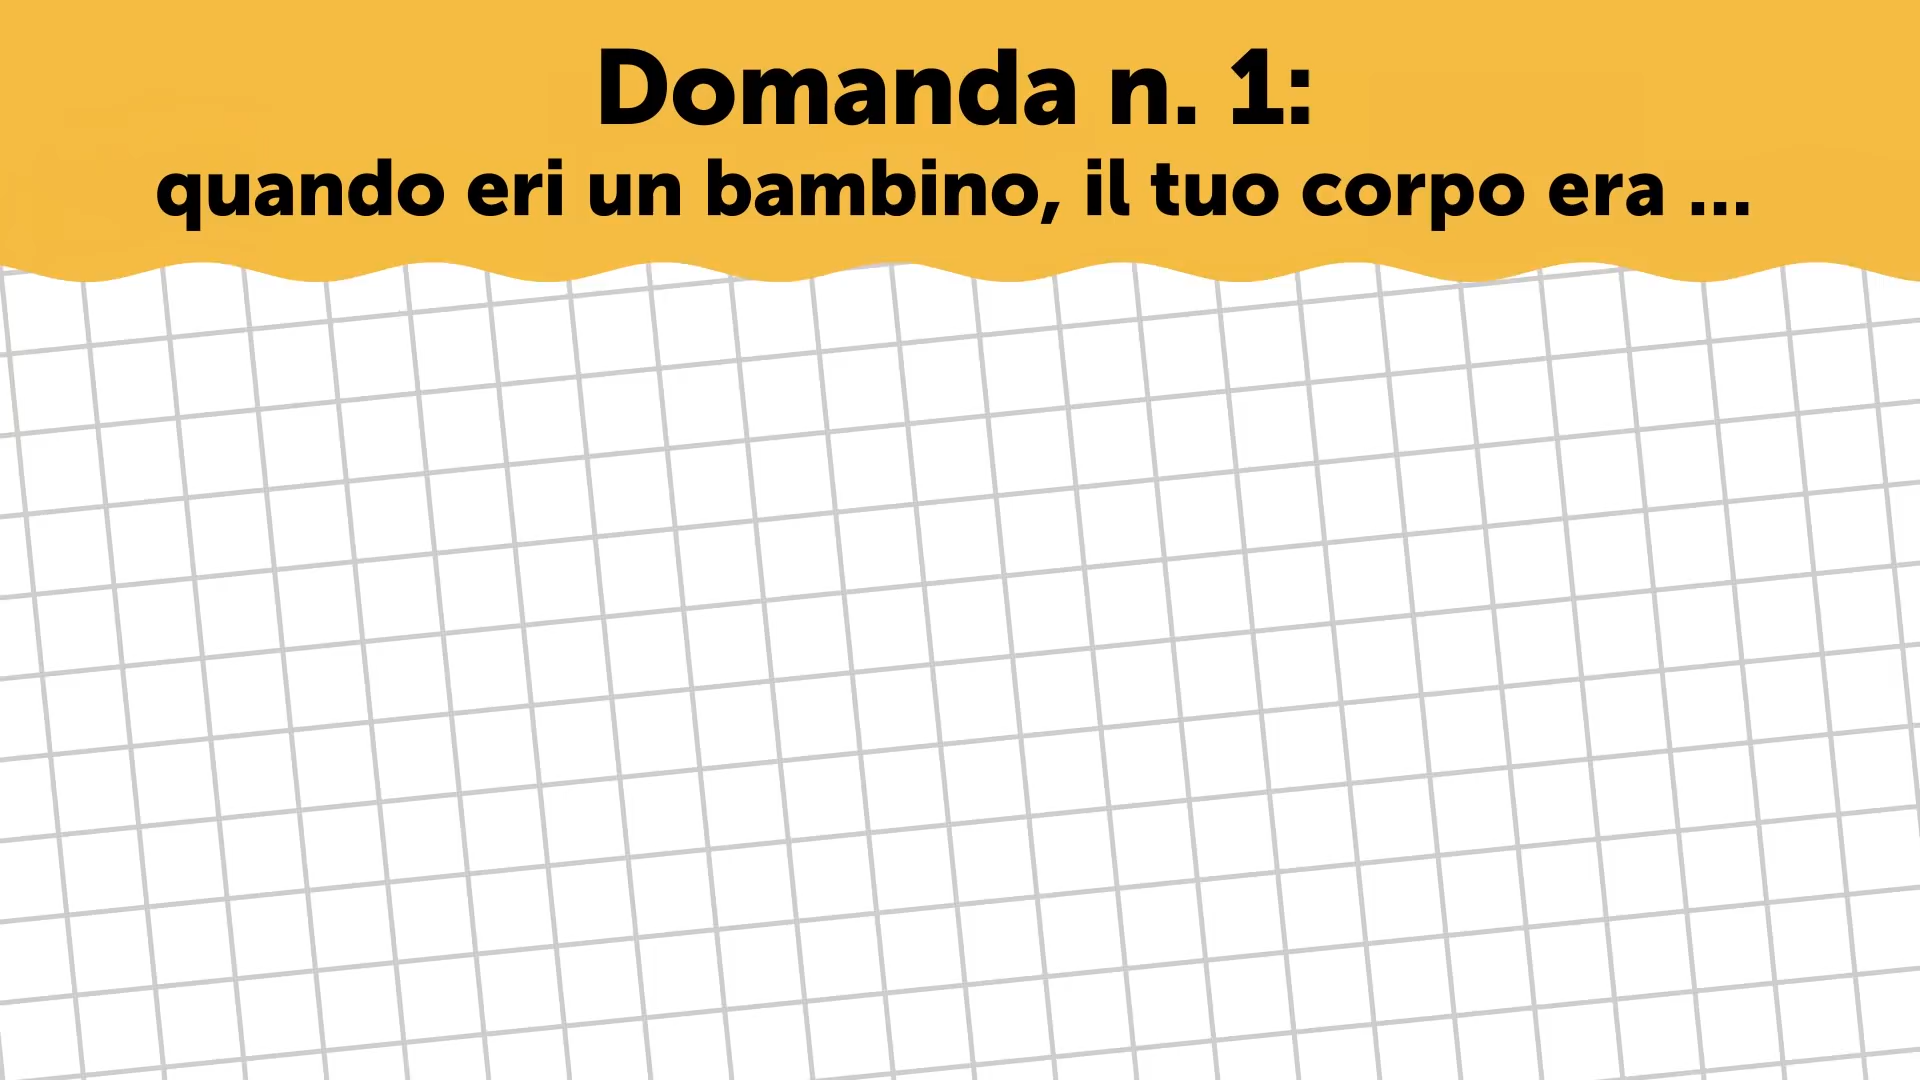 Domanda n. 1:
quando eri un bambino, il tuo corpo era ...